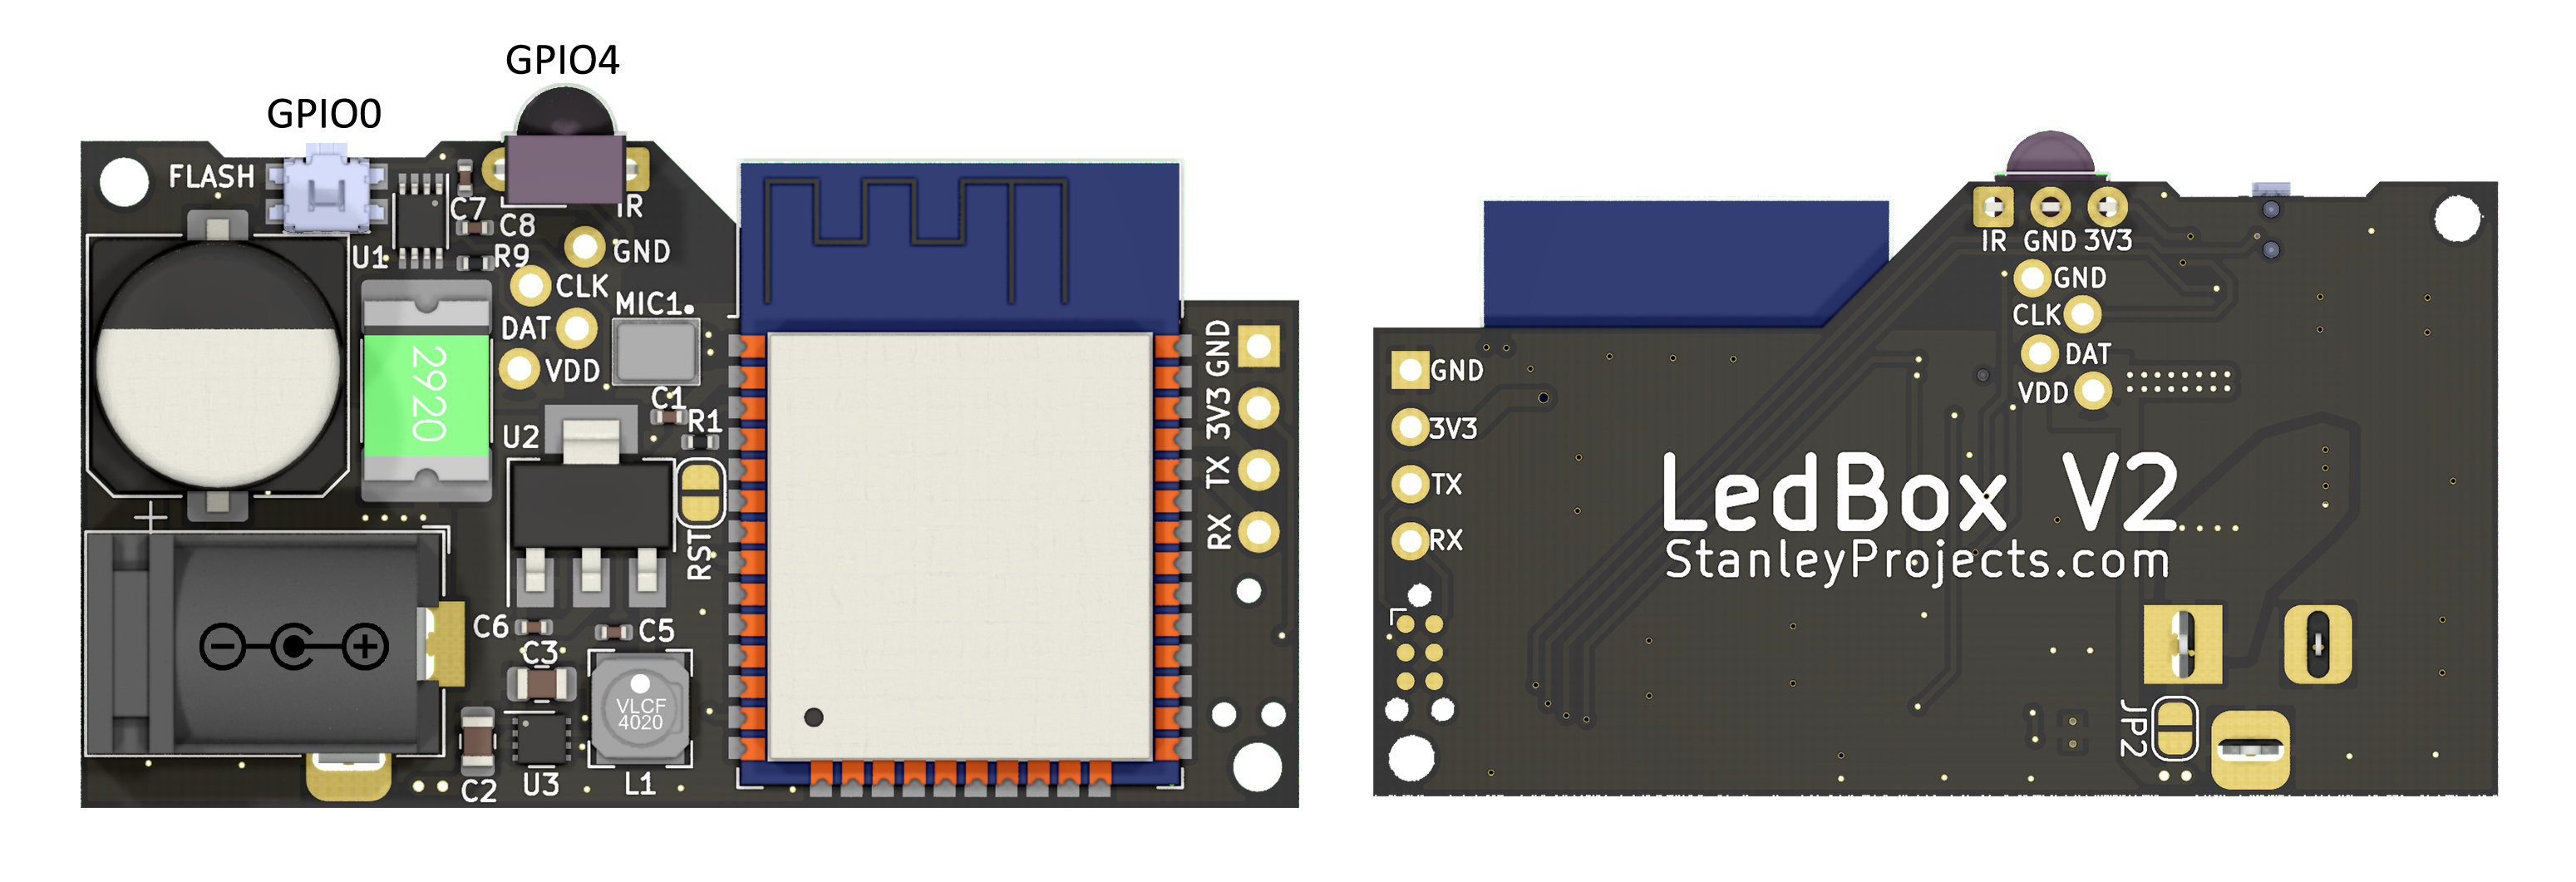 GPIO4
GPIO0
FLASH
C7
C8
IR
U1
R9
GND
CLK
MIC1
DAT
VDD
2920
C1
R1
U2
RST
GND
3V3
TX
RX
+
C6
C5
C3
VLCF
4020
C2
U3
L1
IR GND 3V3
GND
CLK
DAT
VDD
GND
3V3
TX
RX
LedBox V2
StanleyProjects.com
JP2